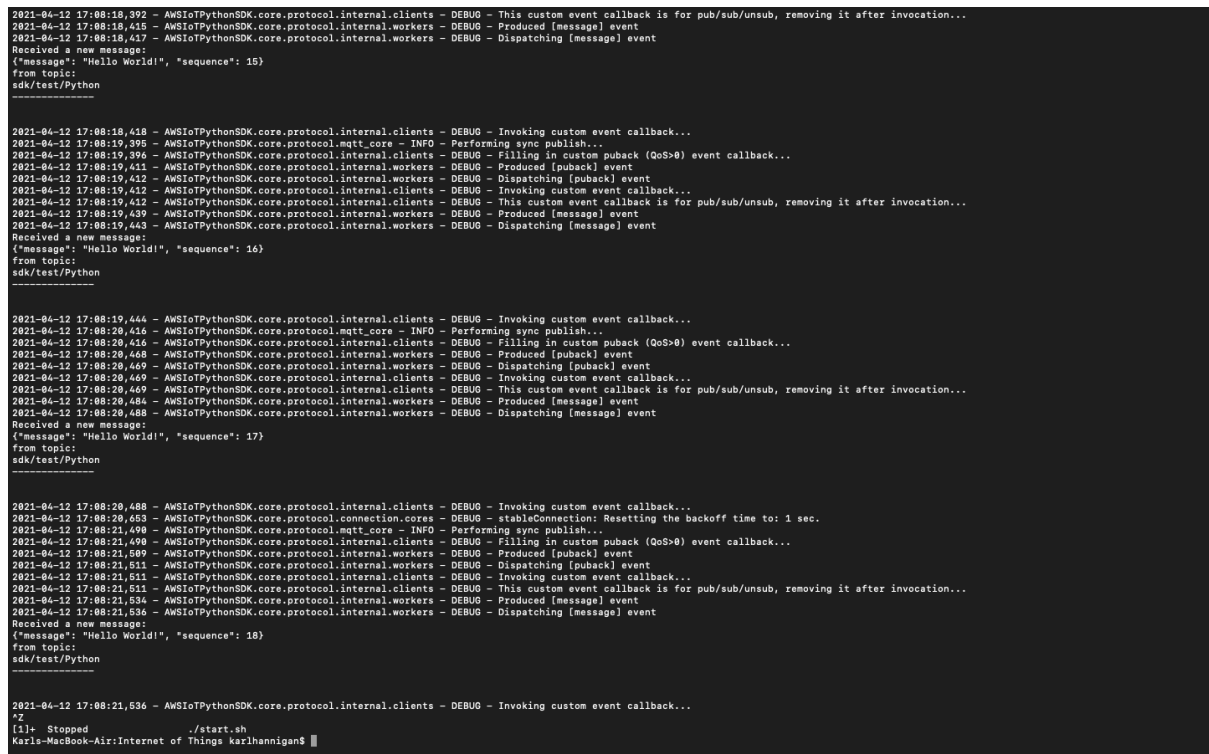 2021-04-12 17:08:18,392 - AWSIoTPythonSDK.core.protocol.internal.clients - DEBUG - This custom event callback is for pub/sub/unsub, removing it after invocation...
2021-04-12 17:08:18,415 - AWSIoTPythonSDK.core.protocol.internal.workers - DEBUG - Produced [message] event
2021-04-12 17:08:18,417 - AWSIoTPythonSDK.core.protocol.internal.workers - DEBUG - Dispatching [message] event
Received a new message:
{"message": "Hello World!", "sequence": 15}
from topic:
sdk/test/Python
--------------
2021-04-12 17:08:18,418 - AWSIoTPythonSDK.core.protocol.internal.clients - DEBUG - Invoking custom event callback...
2021-04-12 17:08:19,395 - AWSIoTPythonSDK.core.protocol.mqtt_core - INFO - Performing sync publish...
2021-04-12 17:08:19,396 - AWSIoTPythonSDK.core.protocol.internal.clients - DEBUG - Filling in custom puback (QoS>0) event callback...
2021-04-12 17:08:19,411 - AWSIoTPythonSDK.core.protocol.internal.workers - DEBUG - Produced [puback] event
2021-04-12 17:08:19,412 - AWSIoTPythonSDK.core.protocol.internal.workers - DEBUG - Dispatching [puback] event
2021-04-12 17:08:19,412 - AWSIoTPythonSDK.core.protocol.internal.clients - DEBUG - Invoking custom event callback...
2021-04-12 17:08:19,412 - AWSIoTPythonSDK.core.protocol.internal.clients - DEBUG - This custom event callback is for pub/sub/unsub, removing it after invocation...
2021-04-12 17:08:19,439 - AWSIoTPythonSDK.core.protocol.internal.workers - DEBUG - Produced [message] event
2021-04-12 17:08:19,443 - AWSIoTPythonSDK.core.protocol.internal.workers - DEBUG - Dispatching [message] event
Received a new message:
{"message": "Hello World!", "sequence": 16}
from topic:
sdk/test/Python
--------------
2021-04-12 17:08:19,444 - AWSIoTPythonSDK.core.protocol.internal.clients - DEBUG - Invoking custom event callback...
2021-04-12 17:08:20,416 - AWSIoTPythonSDK.core.protocol.mqtt_core - INFO - Performing sync publish...
2021-04-12 17:08:20,416 - AWSIoTPythonSDK.core.protocol.internal.clients - DEBUG - Filling in custom puback (QoS>0) event callback...
2021-04-12 17:08:20,468 - AWSIoTPythonSDK.core.protocol.internal.workers - DEBUG - Produced [puback] event
2021-04-12 17:08:20,469 - AWSIoTPythonSDK.core.protocol.internal.workers - DEBUG - Dispatching [puback] event
2021-04-12 17:08:20,469 - AWSIoTPythonSDK.core.protocol.internal.clients - DEBUG - Invoking custom event callback...
2021-04-12 17:08:20,469 - AWSIoTPythonSDK.core.protocol.internal.clients - DEBUG - This custom event callback is for pub/sub/unsub, removing it after invocation...
2021-04-12 17:08:20,484 - AWSIoTPythonSDK.core.protocol.internal.workers - DEBUG - Produced [message] event
2021-04-12 17:08:20,488 - AWSIoTPythonSDK.core.protocol.internal.workers - DEBUG - Dispatching [message] event
Received a new message:
{"message": "Hello World!", "sequence": 17}
from topic:
sdk/test/Python
--------------
2021-04-12 17:08:20,488 - AWSIoTPythonSDK.core.protocol.internal.clients - DEBUG - Invoking custom event callback...
2021-04-12 17:08:20,653 - AWSIoTPythonSDK.core.protocol.connection.cores - DEBUG - stableConnection: Resetting the backoff time to: 1 sec.
2021-04-12 17:08:21,490 - AWSIoTPythonSDK.core.protocol.mqtt_core - INFO - Performing sync publish...
2021-04-12 17:08:21,490 - AWSIoTPythonSDK.core.protocol.internal.clients - DEBUG - Filling in custom puback (QoS>0) event callback...
2021-04-12 17:08:21,509 - AWSIoTPythonSDK.core.protocol.internal.workers - DEBUG - Produced [puback] event
2021-04-12 17:08:21,511 - AWSIoTPythonSDK.core.protocol.internal.workers - DEBUG - Dispatching [puback] event
2021-04-12 17:08:21,511 - AWSIoTPythonSDK.core.protocol.internal.clients - DEBUG - Invoking custom event callback...
2021-04-12 17:08:21,511 - AWSIoTPythonSDK.core.protocol.internal.clients - DEBUG - This custom event callback is for pub/sub/unsub, removing it after invocation...
2021-04-12 17:08:21,534 - AWSIoTPythonSDK.core.protocol.internal.workers - DEBUG - Produced [message] event
2021-04-12 17:08:21,536 - AWSIoTPythonSDK.core.protocol.internal.workers - DEBUG - Dispatching [message] event
Received a new message:
{"message": "Hello World!", "sequence": 18}
from topic:
sdk/test/Python
--------------
2021-04-12 17:08:21,536 - AWSIoTPythonSDK.core.protocol.internal.clients - DEBUG - Invoking custom event callback...
^Z
[1]+  Stopped                 ./start.sh
Karls-MacBook-Air:Internet of Things karlhannigan$